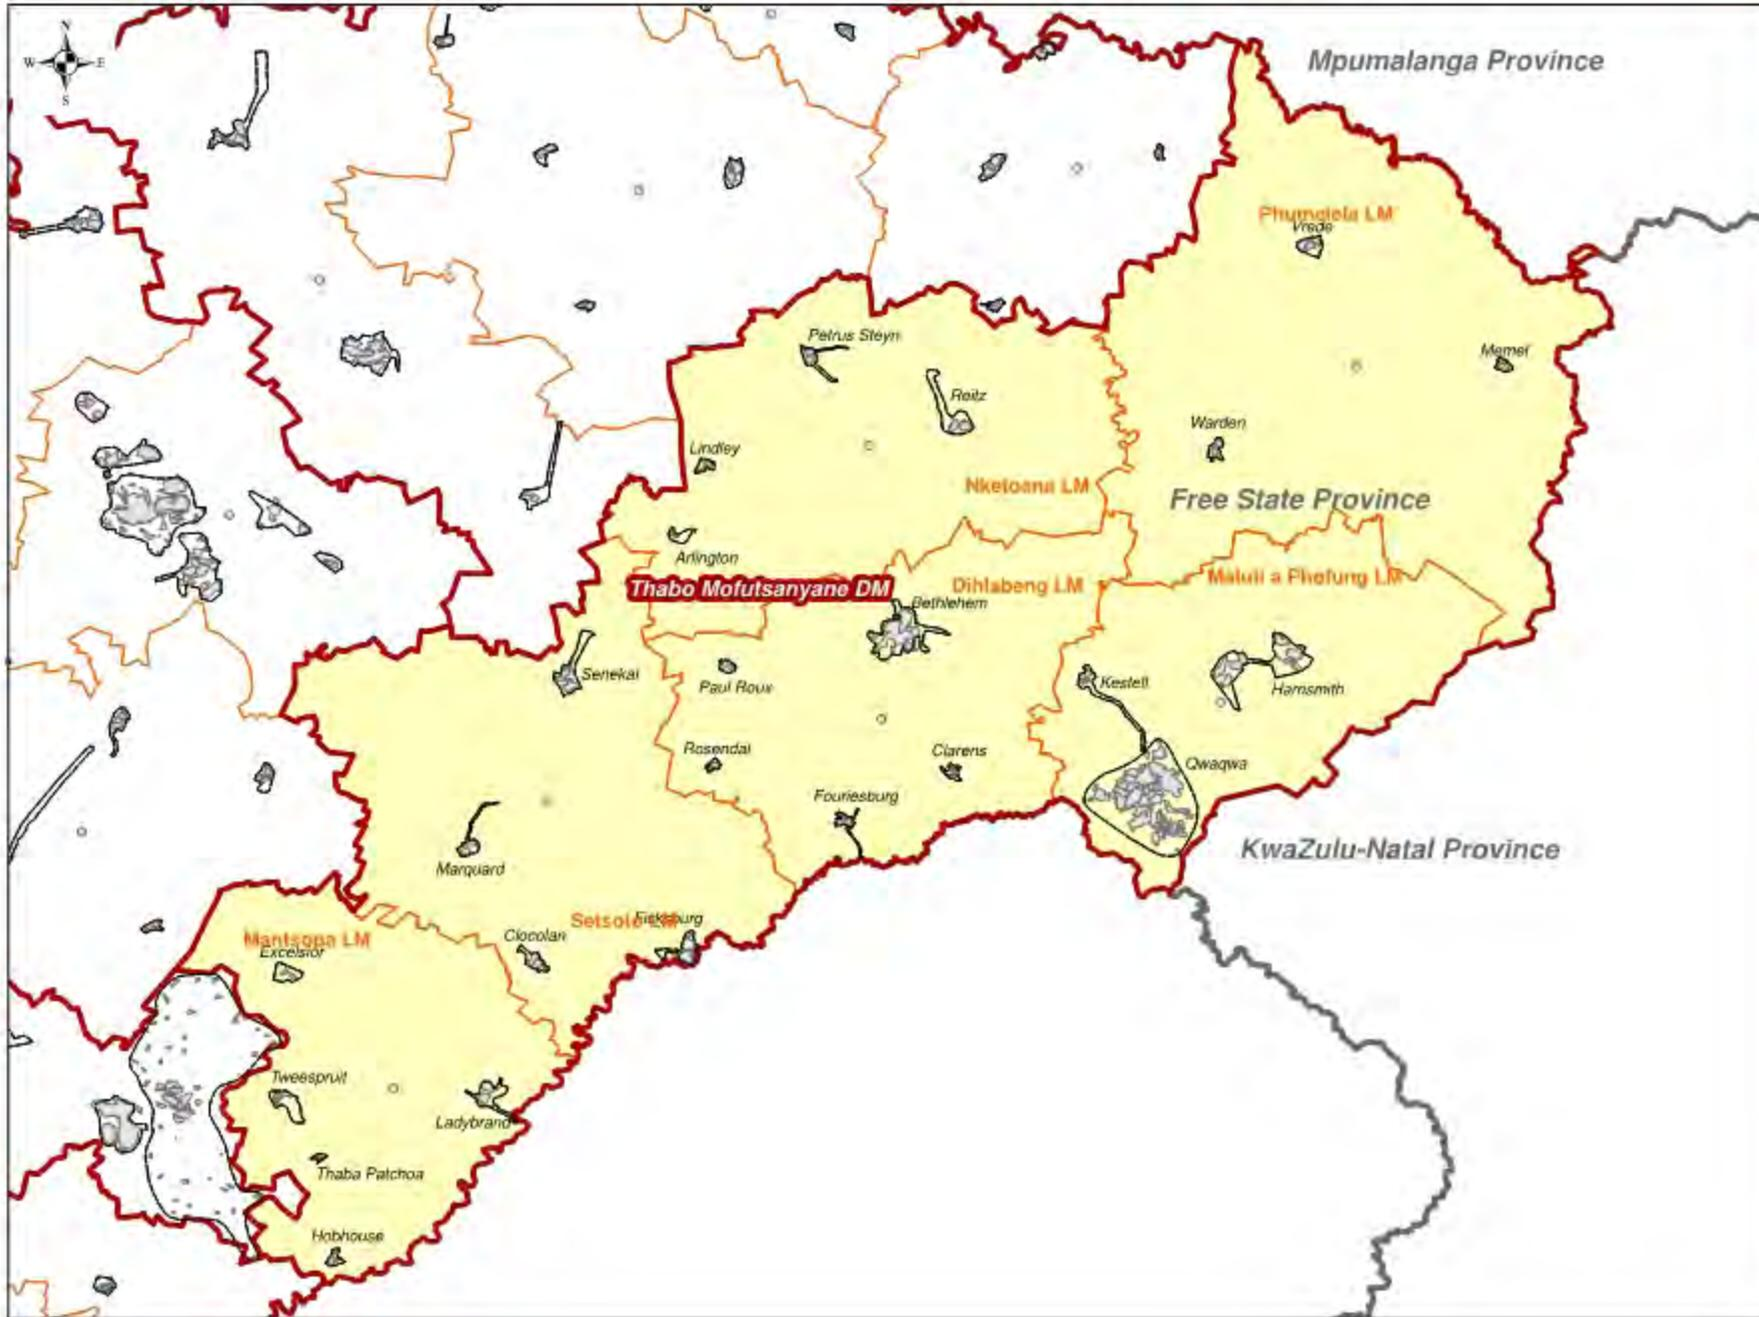 N
W E
S
Mpumalanga Province
Phumelela LM
Vrede
Petrus Steyn
Memel
Reitz
Warden
Lindley
Nketoana LM
Free State Province
Arlington
Thabo Mofutsanyane DM
Dihlabeng LM
Maluti a Phofung LM
Bethlehem
Senekal
Paul Roux
Kestell
Harrismith
Rosendal
Clarens
Qwaqwa
Fouriesburg
KwaZulu-Natal Province
Marquard
Setsoto LM
Ficksburg
Clocolan
Mantsopa LM
Excelsior
Tweespruit
Ladybrand
Thaba Patchoa
Hobhouse